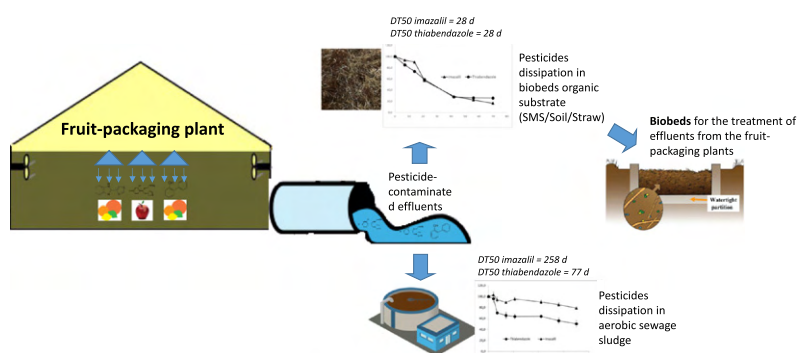 DT50 imazalil = 28 d
DT50 thiabendazole = 28 d
Pesticides
dissipation in
biobeds organic
substrate
(SMS/Soil/Straw)
Biobeds for the treatment of
effluents from the fruit-
packaging plants
Watertight
partition
Fruit-packaging plant
Pesticide-
contaminate
d effluents
DT50 imazalil = 258 d
DT50 thiabendazole = 77 d
Pesticides
dissipation in
aerobic sewage
sludge